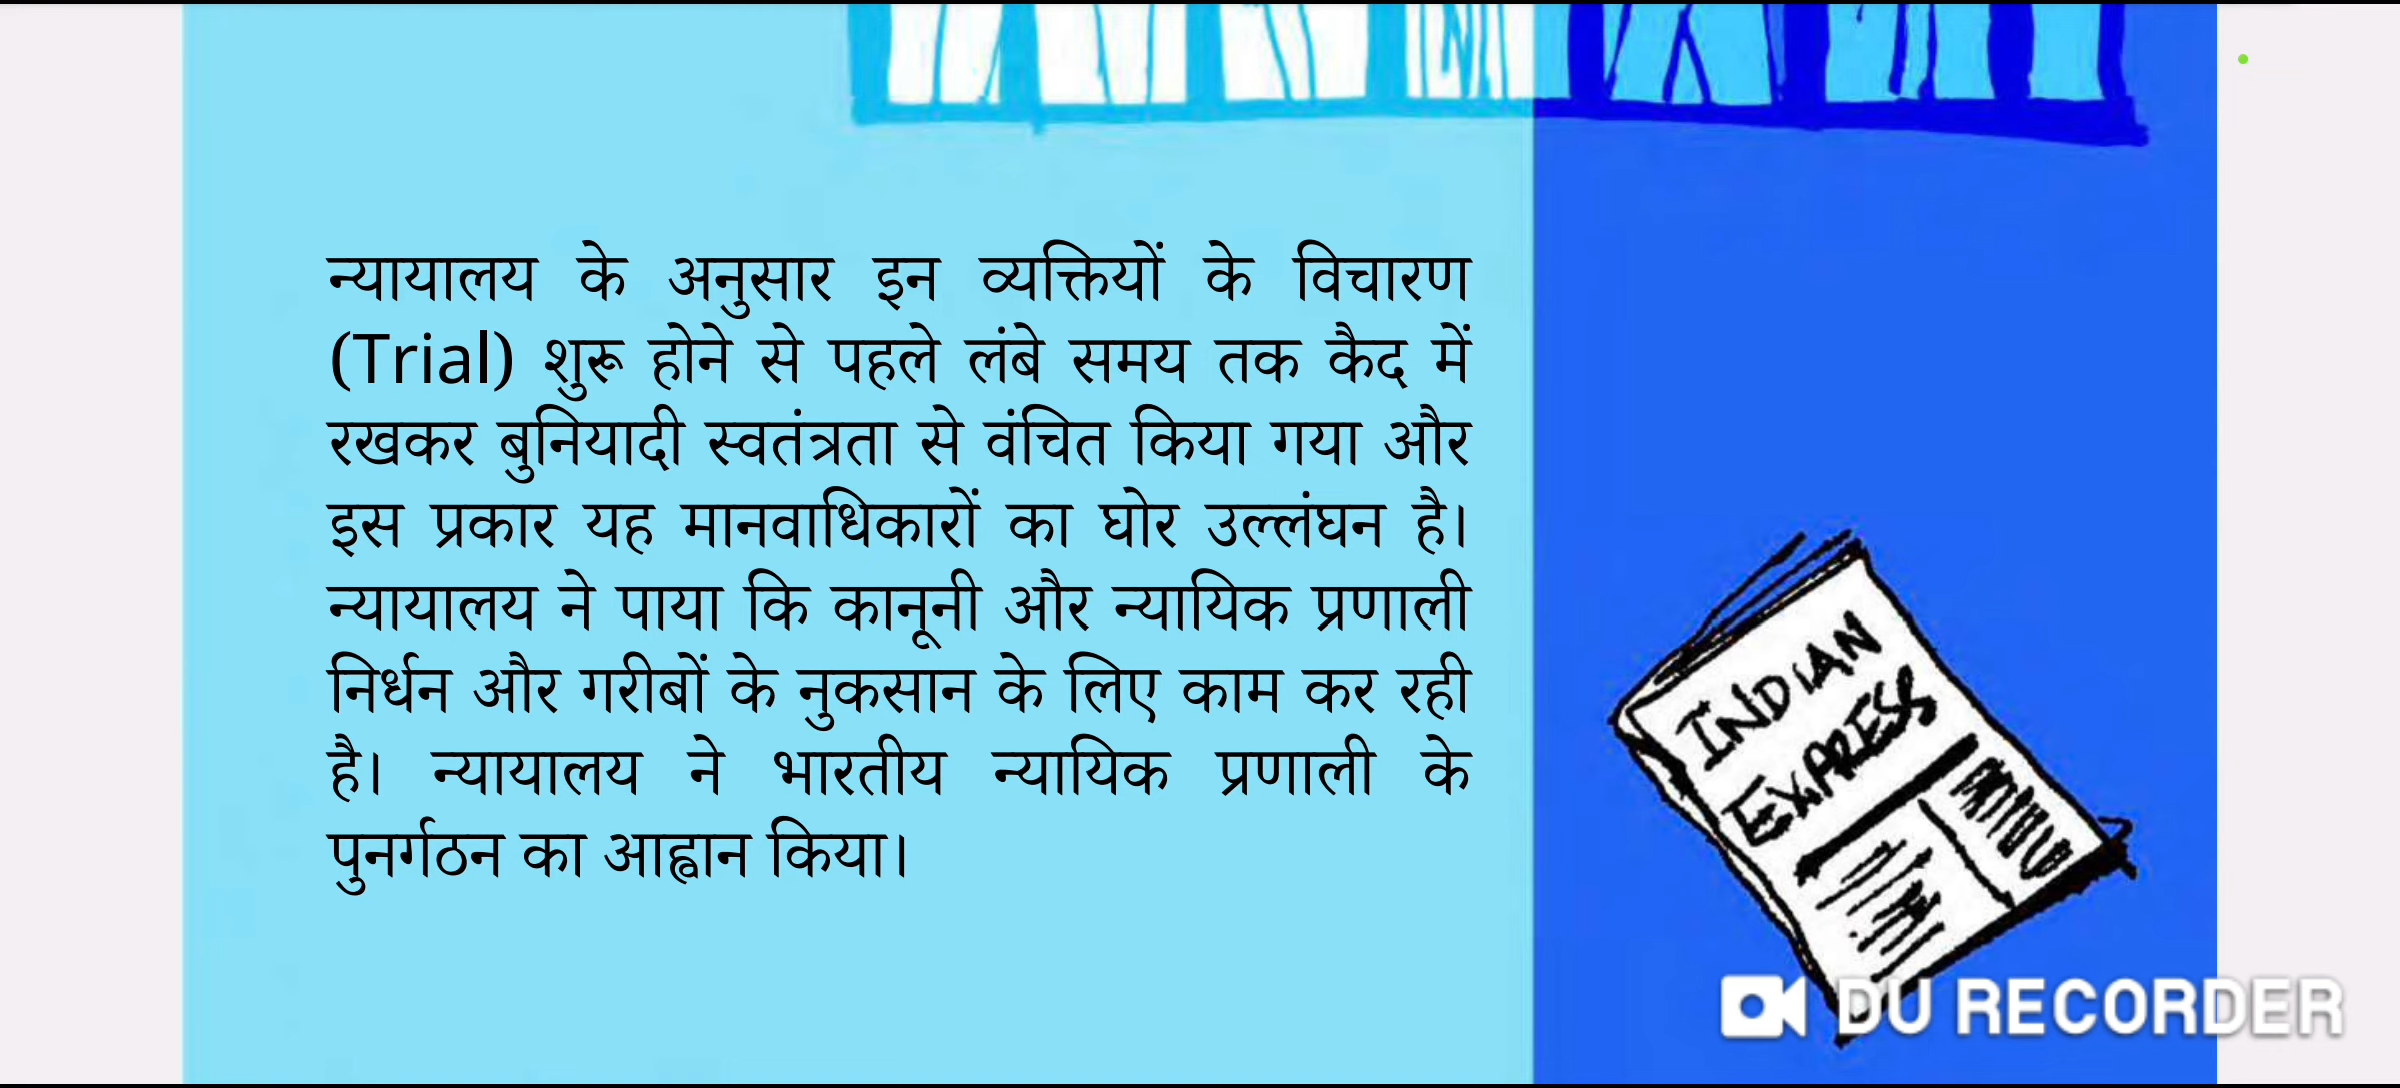 न्यायालय के अनुसार इन व्यक्तियों के विचारण
(Trial) शुरू होने से पहले लंबे समय तक कैद में
रखकर बुनियादी स्वतंत्रता से वंचित किया गया और
इस प्रकार यह मानवाधिकारों का घोर उल्लंघन है।
न्यायालय ने पाया कि कानूनी और न्यायिक प्रणाली
निर्धन और गरीबों के नुकसान के लिए काम कर रही
है। न्यायालय ने भारतीय न्यायिक प्रणाली के
पुनर्गठन का आह्वान किया।
INDIAN
EXPRESS
DU RECORDER